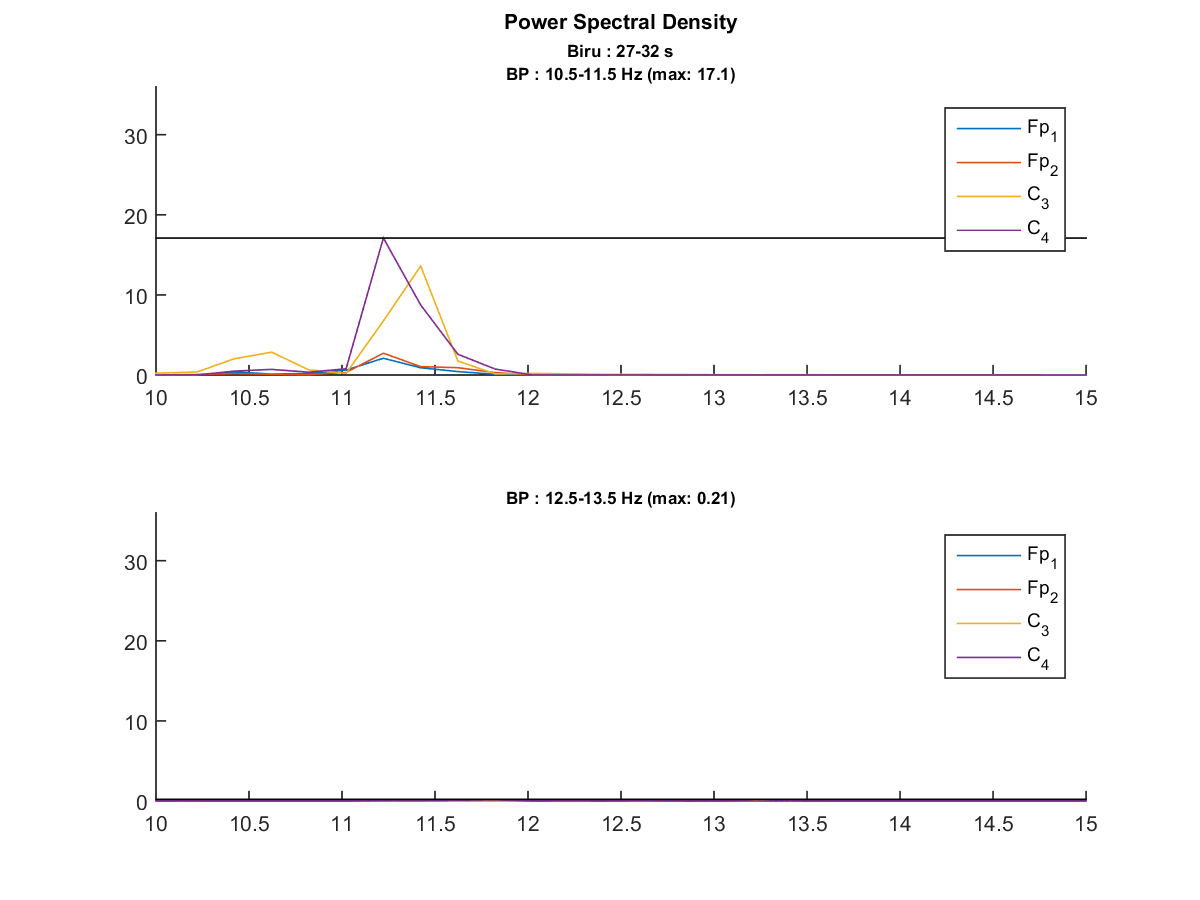 Power Spectral Density
Biru : 27-32 s
BP : 10.5-11.5 Hz (max: 17.1)
30
20
10
0
10 10.5 11 11.5 12 12.5 13 13.5 14 14.5 15
Fp1
Fp2
C3
C4
BP : 12.5-13.5 Hz (max: 0.21)
30
20
10
0
10 10.5 11 11.5 12 12.5 13 13.5 14 14.5 15
Fp1
Fp2
C3
C4